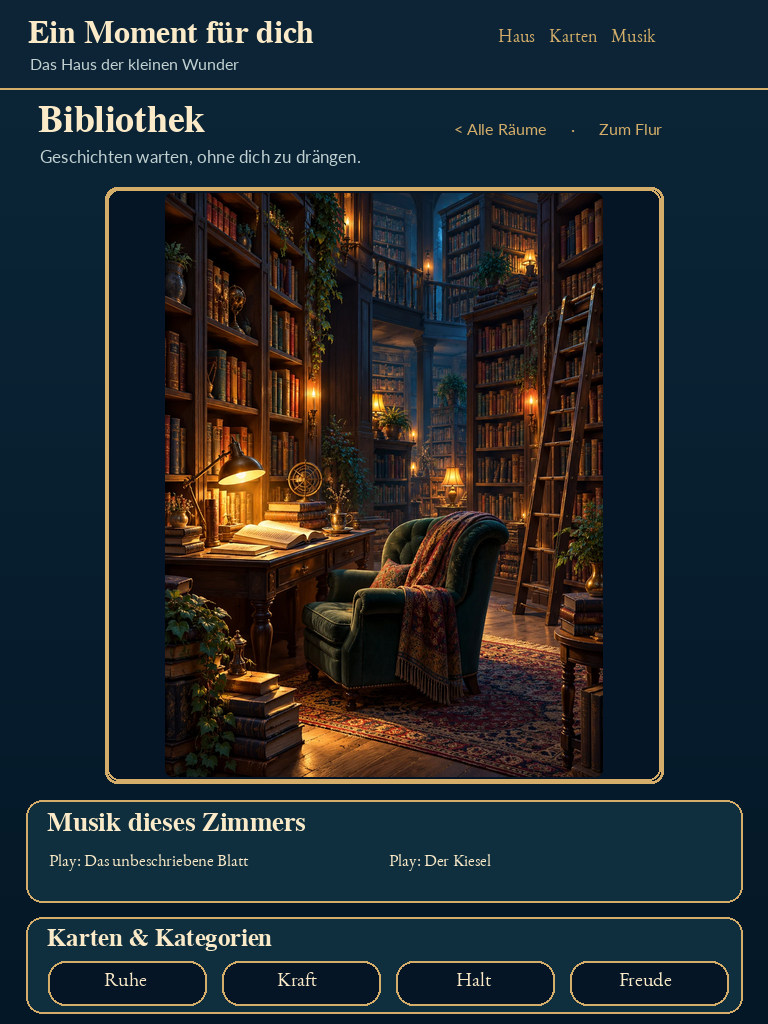 Ein Moment für dich
Das Haus der kleinen Wunder
Haus Karten Musik
Bibliothek
Geschichten warten, ohne dich zu drängen.
< Alle Räume · Zum Flur
Musik dieses Zimmers
Play: Das unbeschriebene Blatt
Play: Der Kiesel
Karten & Kategorien
Ruhe
Kraft
Halt
Freude